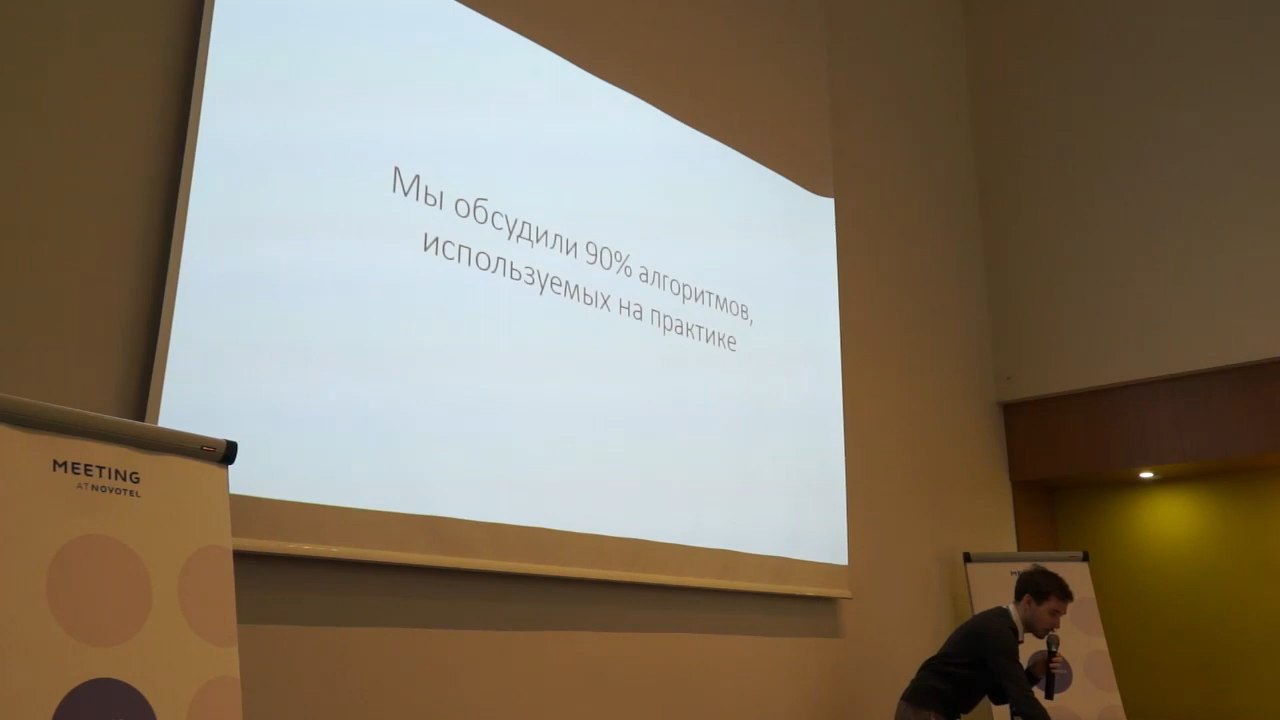 Мы обсудили 90% алгоритмов,
используемых на практике
MEETING
AT NOVOTEL